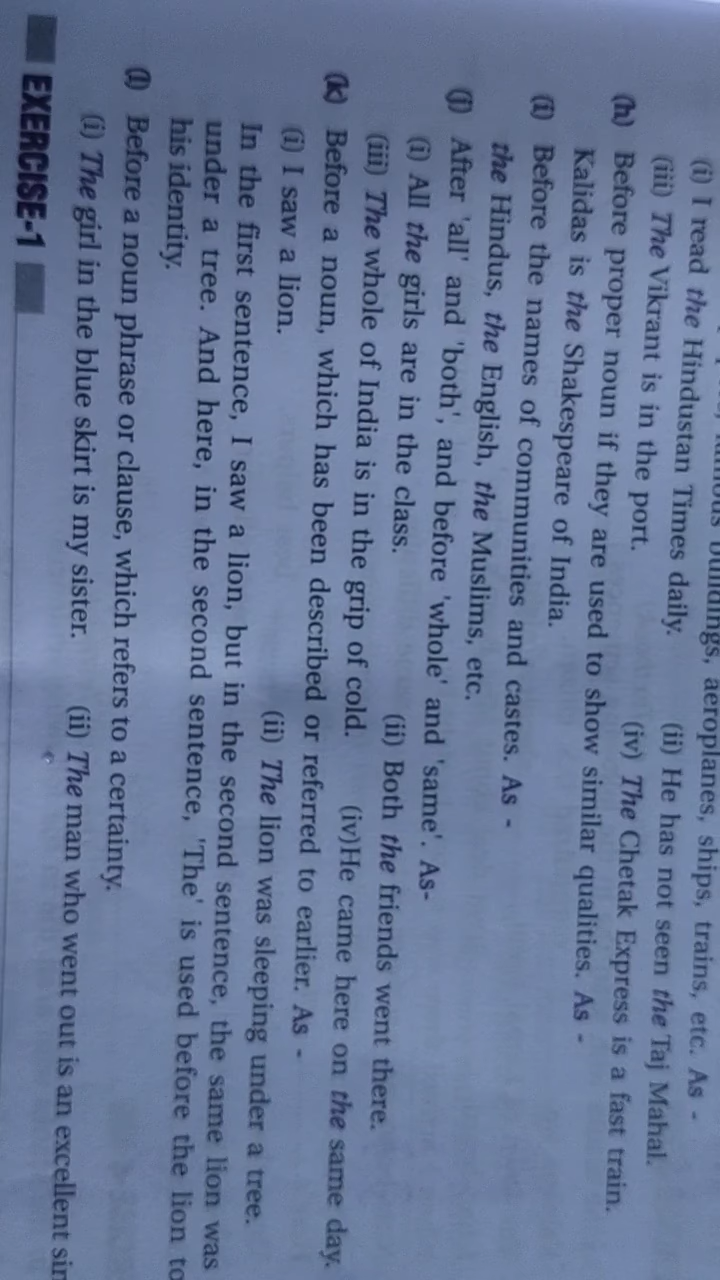 buildings, aeroplanes, ships, trains, etc. As -
(i) I read the Hindustan Times daily. (ii) He has not seen the Taj Mahal.
(iii) The Vikrant is in the port. (iv) The Chetak Express is a fast train.
(h) Before proper noun if they are used to show similar qualities. As -
Kalidas is the Shakespeare of India.
(i) Before the names of communities and castes. As -
the Hindus, the English, the Muslims, etc.
(j) After 'all' and 'both', and before 'whole' and 'same'. As-
(i) All the girls are in the class. (ii) Both the friends went there.
(iii) The whole of India is in the grip of cold. (iv)He came here on the same day.
(k) Before a noun, which has been described or referred to earlier. As -
(i) I saw a lion. (ii) The lion was sleeping under a tree.
In the first sentence, I saw a lion, but in the second sentence, the same lion was
under a tree. And here, in the second sentence, 'The' is used before the lion to
his identity.
(l) Before a noun phrase or clause, which refers to a certainty.
(i) The girl in the blue skirt is my sister. (ii) The man who went out is an excellent
EXERCISE-1